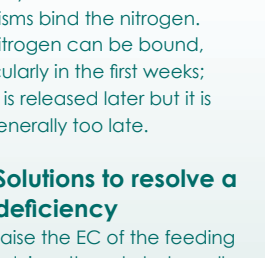 isms bind the nitrogen.
itrogen can be bound,
cularly in the first weeks;
is released later but it is
enerally too late.
Solutions to resolve a
deficiency
aise the EC of the feeding